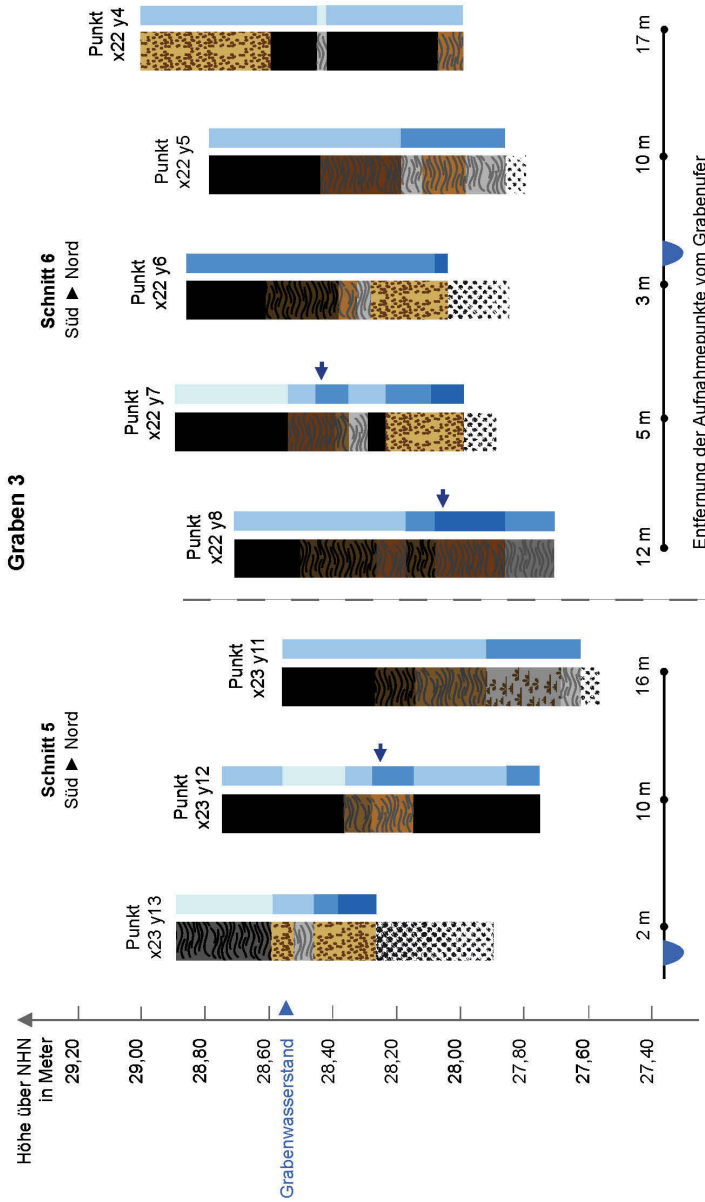 Graben 3
Schnitt 5
Süd ► Nord
Schnitt 6
Süd ► Nord
Höhe über NHN
in Meter
29,20
29,00
28,80
28,60
28,40
28,20
28,00
27,80
27,60
27,40
Grabenwasserstand
Punkt
x23 y13
Punkt
x23 y12
Punkt
x23 y11
Punkt
x22 y8
Punkt
x22 y7
Punkt
x22 y6
Punkt
x22 y5
Punkt
x22 y4
2 m
10 m
16 m
12 m
5 m
3 m
10 m
17 m
Entfernung der Aufnahmepunkte vom Grabenufer